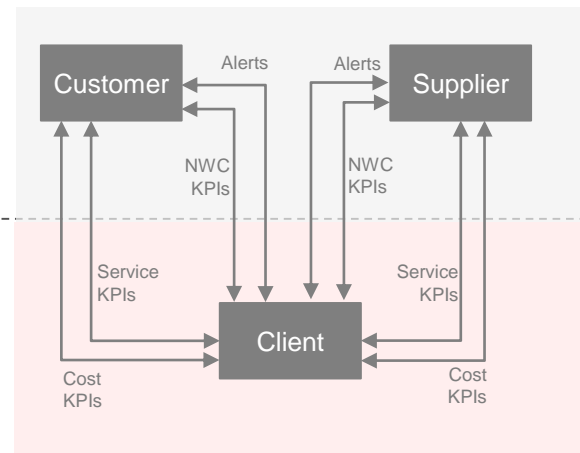 Alerts
Alerts
Customer
Supplier
NWC
KPIs
NWC
KPIs
Service
KPIs
Service
KPIs
Client
Cost
KPIs
Cost
KPIs